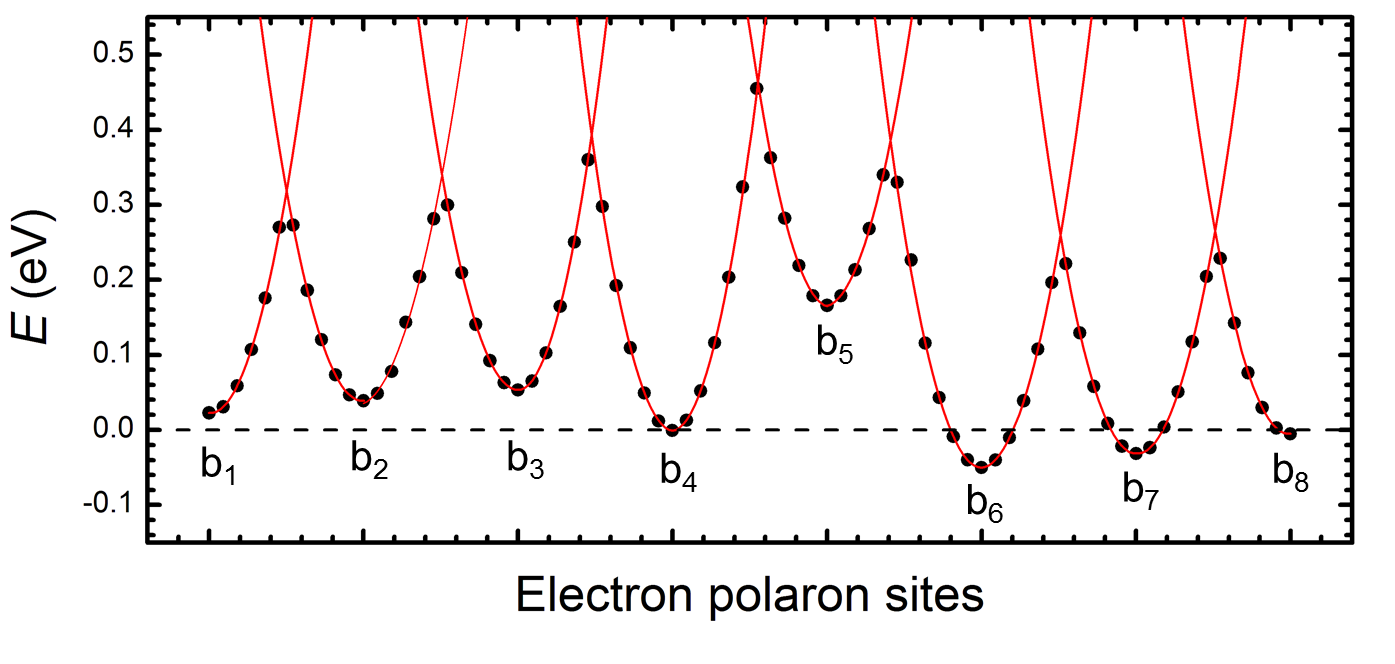 E (eV)
0.5
0.4
0.3
0.2
0.1
0.0
-0.1
b₁
b₂
b₃
b₄
b₅
b₆
b₇
b₈
Electron polaron sites